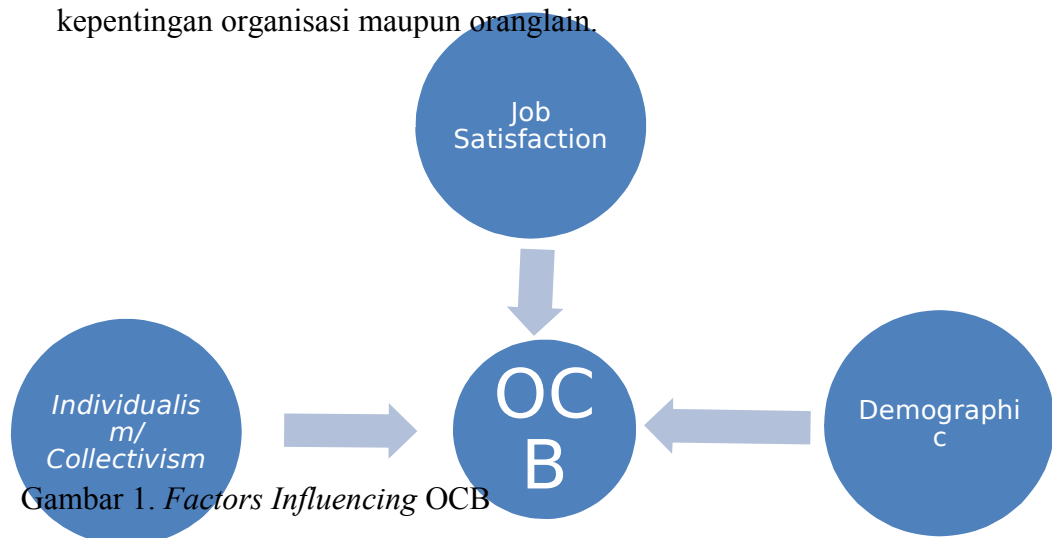 kepentingan organisasi maupun oranglain.
Job
Satisfaction
Individualis
m/
Collectivism
OC
B
Demographi
c
Gambar 1. Factors Influencing OCB